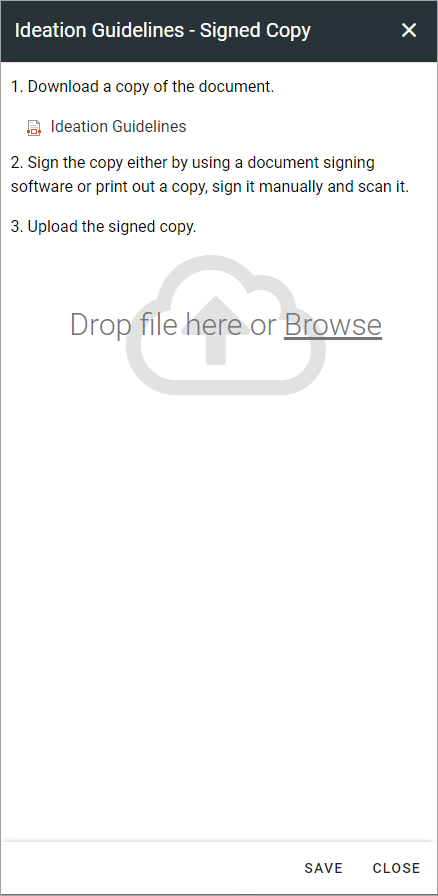 Ideation Guidelines - Signed Copy
1. Download a copy of the document.
Ideation Guidelines
2. Sign the copy either by using a document signing
software or print out a copy, sign it manually and scan it.
3. Upload the signed copy.
Drop file here or Browse
SAVE CLOSE